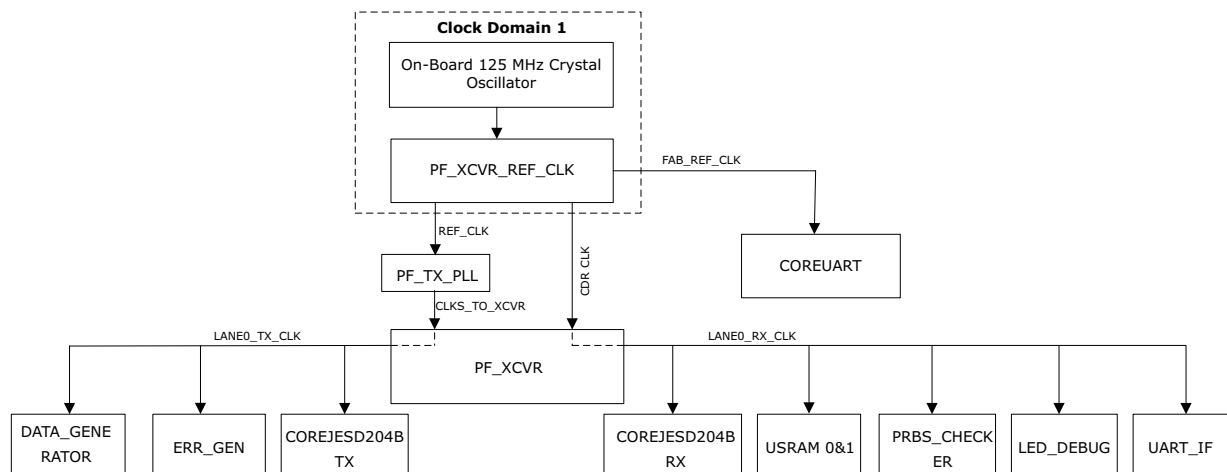 Clock Domain 1
On-Board 125 MHz Crystal
Oscillator
PF_XCVR_REF_CLK
FAB_REF_CLK
REF_CLK
CDR CLK
COREUART
PF_TX_PLL
CLKS_TO_XCVR
LANE0_TX_CLK
LANE0_RX_CLK
PF_XCVR
DATA_GENE
RATOR
ERR_GEN
COREJESD204B
TX
COREJESD204B
RX
USRAM 0&1
PRBS_CHECK
ER
LED_DEBUG
UART_IF